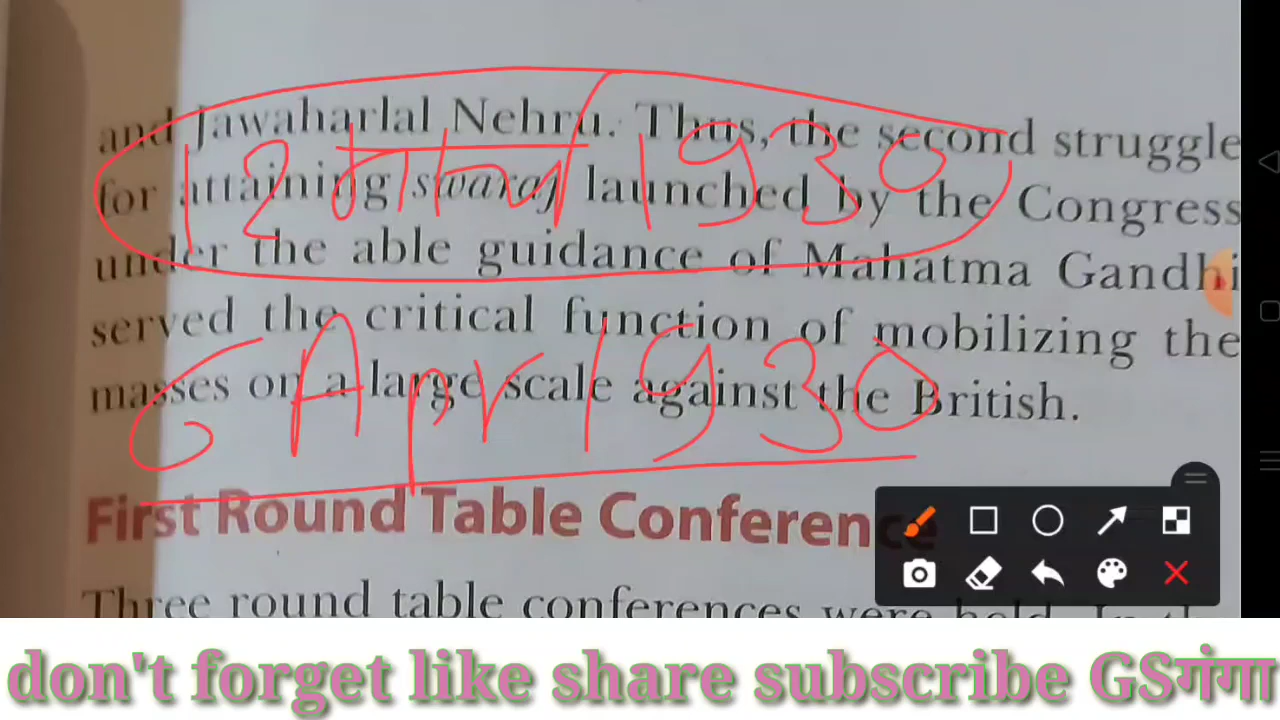 and Jawaharlal Nehru. Thus, the second struggle
12 मार्च 1930
for attaining swaraj launched by the Congress
under the able guidance of Mahatma Gandhi
served the critical function of mobilizing the
6 Apr 1930
masses on a large scale against the British.
First Round Table Conference
Three round table conferences were held. In
don't forget like share subscribe GSगंगा